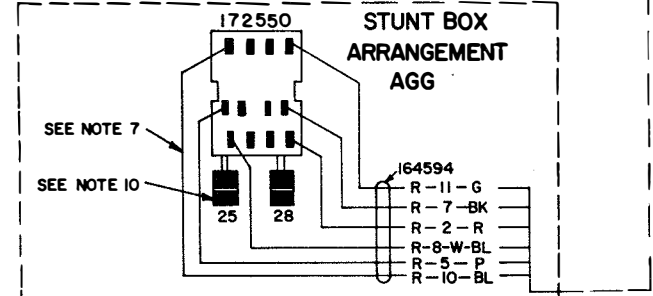 172550
STUNT BOX
ARRANGEMENT
AGG
SEE NOTE 7
SEE NOTE 10
25
28
164594
R-11-G
R-7-BK
R-2-R
R-8-W-BL
R-5-P
R-10-BL